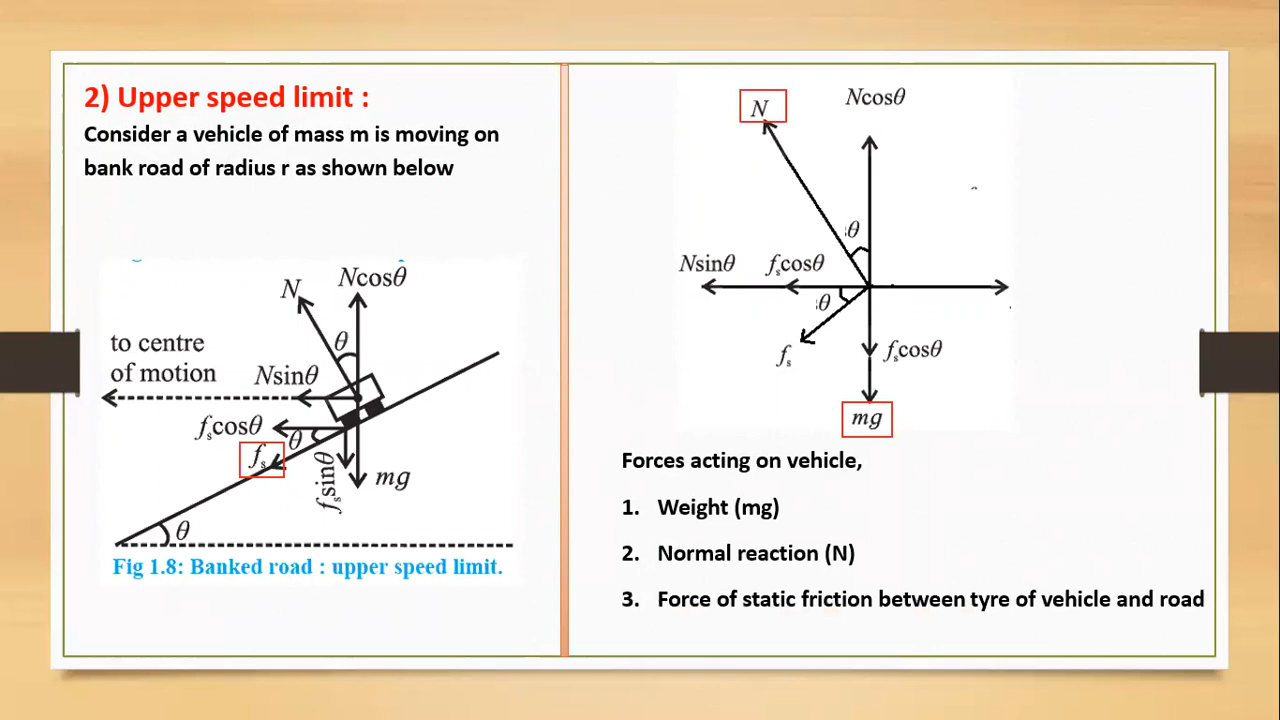 2) Upper speed limit :
Consider a vehicle of mass m is moving on
bank road of radius r as shown below
N
Ncosθ
θ
to centre
of motion
Nsinθ
fₛcosθ
θ
fₛ
fₛsinθ
mg
θ
Fig 1.8: Banked road : upper speed limit.
N
Ncosθ
θ
Nsinθ
fₛcosθ
θ
fₛ
fₛcosθ
mg
Forces acting on vehicle,
1. Weight (mg)
2. Normal reaction (N)
3. Force of static friction between tyre of vehicle and road